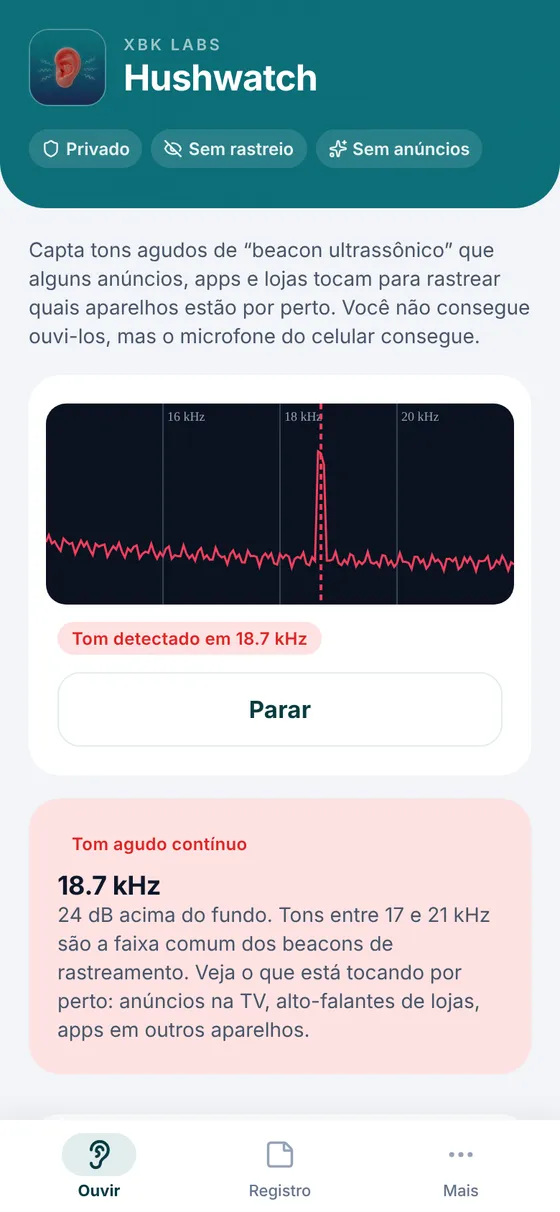 XBK LABS
Hushwatch
Privado
Sem rastreio
Sem anúncios
Capta tons agudos de “beacon ultrassônico” que
alguns anúncios, apps e lojas tocam para rastrear
quais aparelhos estão por perto. Você não consegue
ouvi-los, mas o microfone do celular consegue.
16 kHz
18 kHz
20 kHz
Tom detectado em 18.7 kHz
Parar
Tom agudo contínuo
18.7 kHz
24 dB acima do fundo. Tons entre 17 e 21 kHz
são a faixa comum dos beacons de
rastreamento. Veja o que está tocando por
perto: anúncios na TV, alto-falantes de lojas,
apps em outros aparelhos.
Ouvir
Registro
Mais